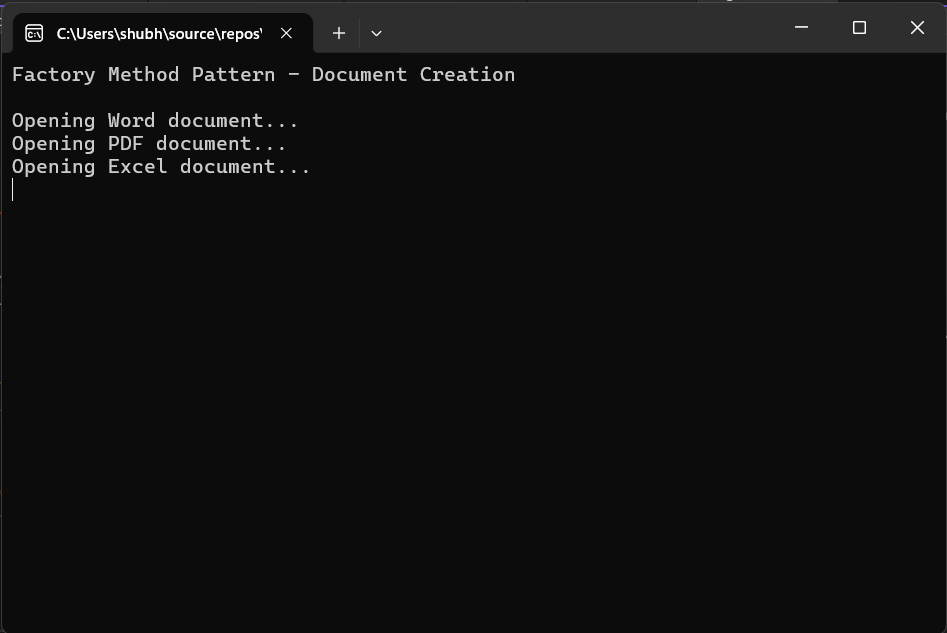 C:\Users\shubh\source\repos\
Factory Method Pattern - Document Creation
Opening Word document...
Opening PDF document...
Opening Excel document...